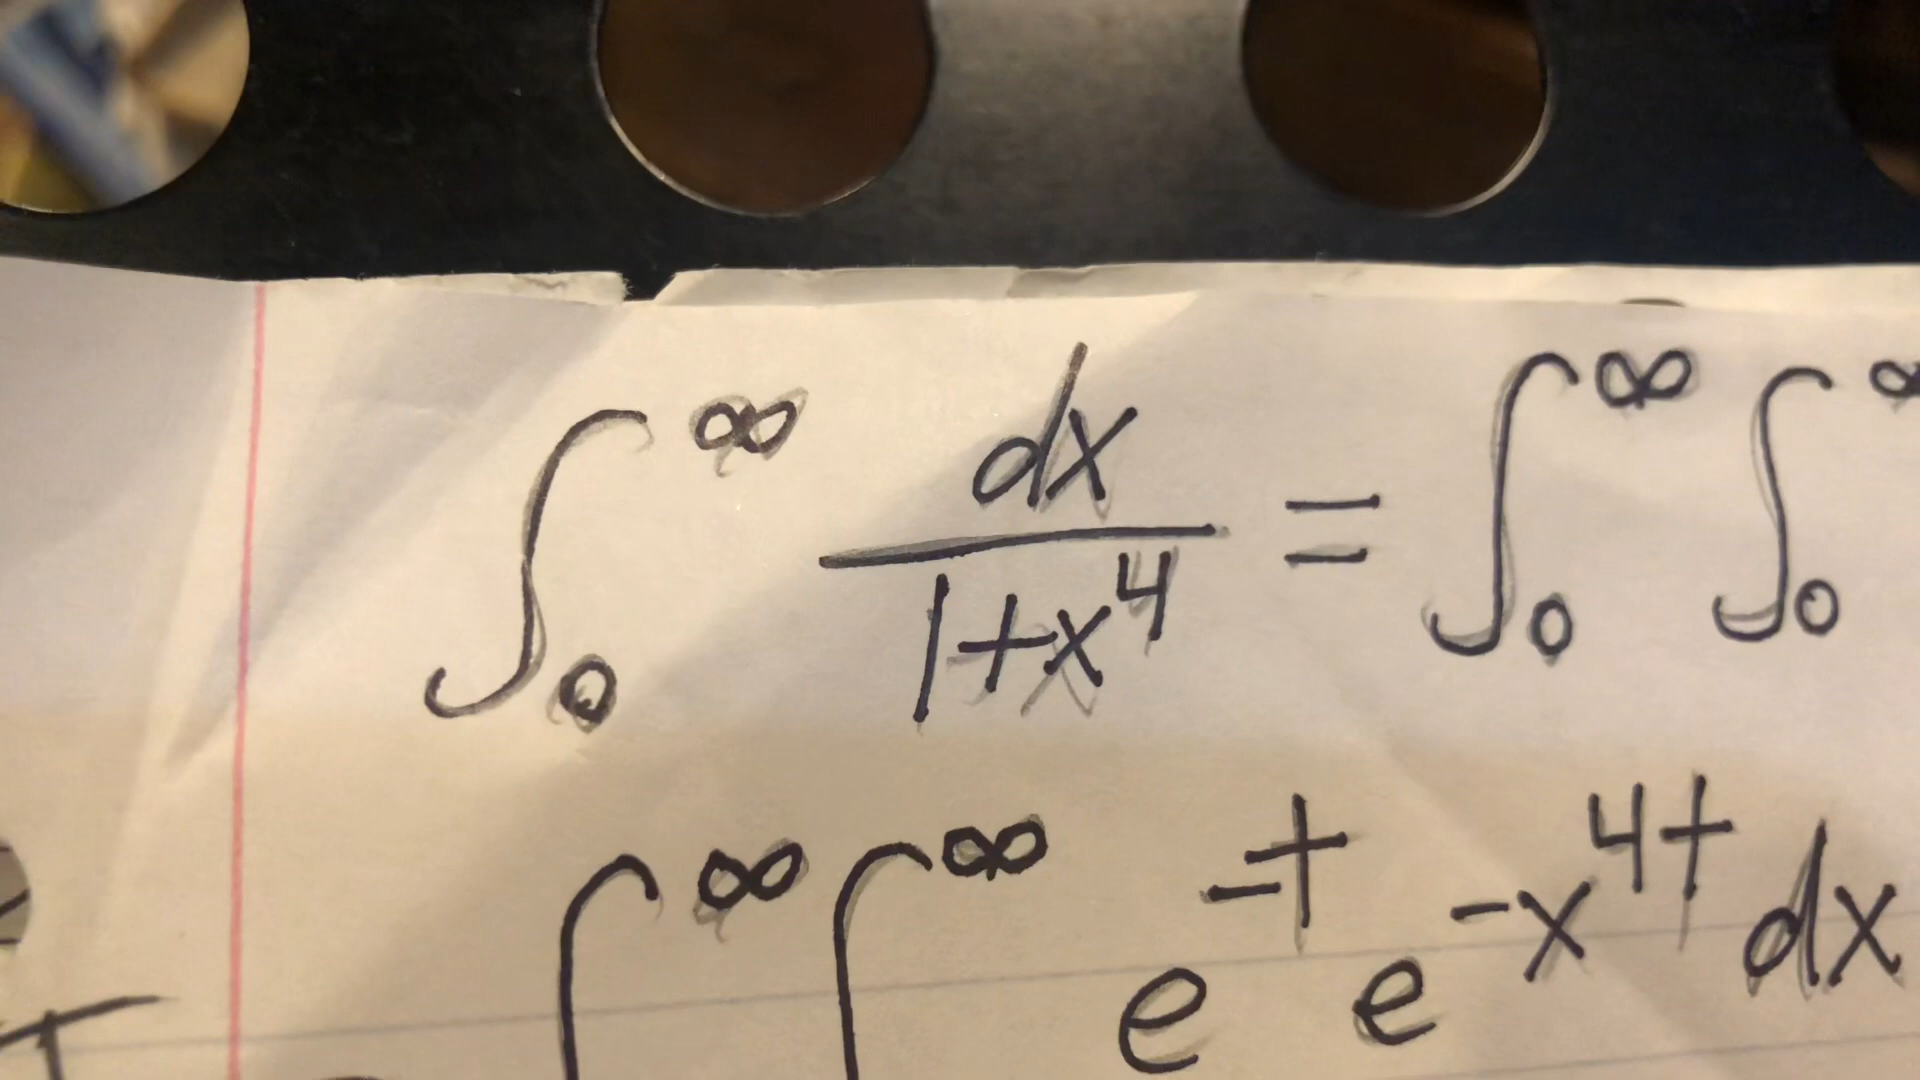 ∫₀^∞ dx/(1+x⁴) = ∫₀^∞ ∫₀^∞
∫^∞ ∫^∞ e^(-t) e^(-x⁴t) dx